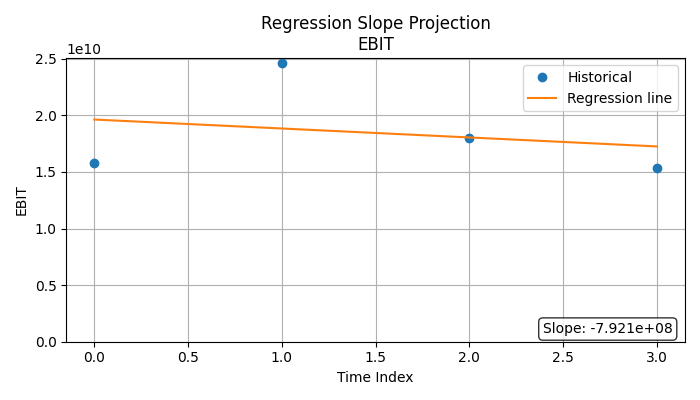 Regression Slope Projection
EBIT
1e10
2.5
2.0
1.5
1.0
0.5
0.0
EBIT
Historical
Regression line
Slope: -7.921e+08
0.0 0.5 1.0 1.5 2.0 2.5 3.0
Time Index